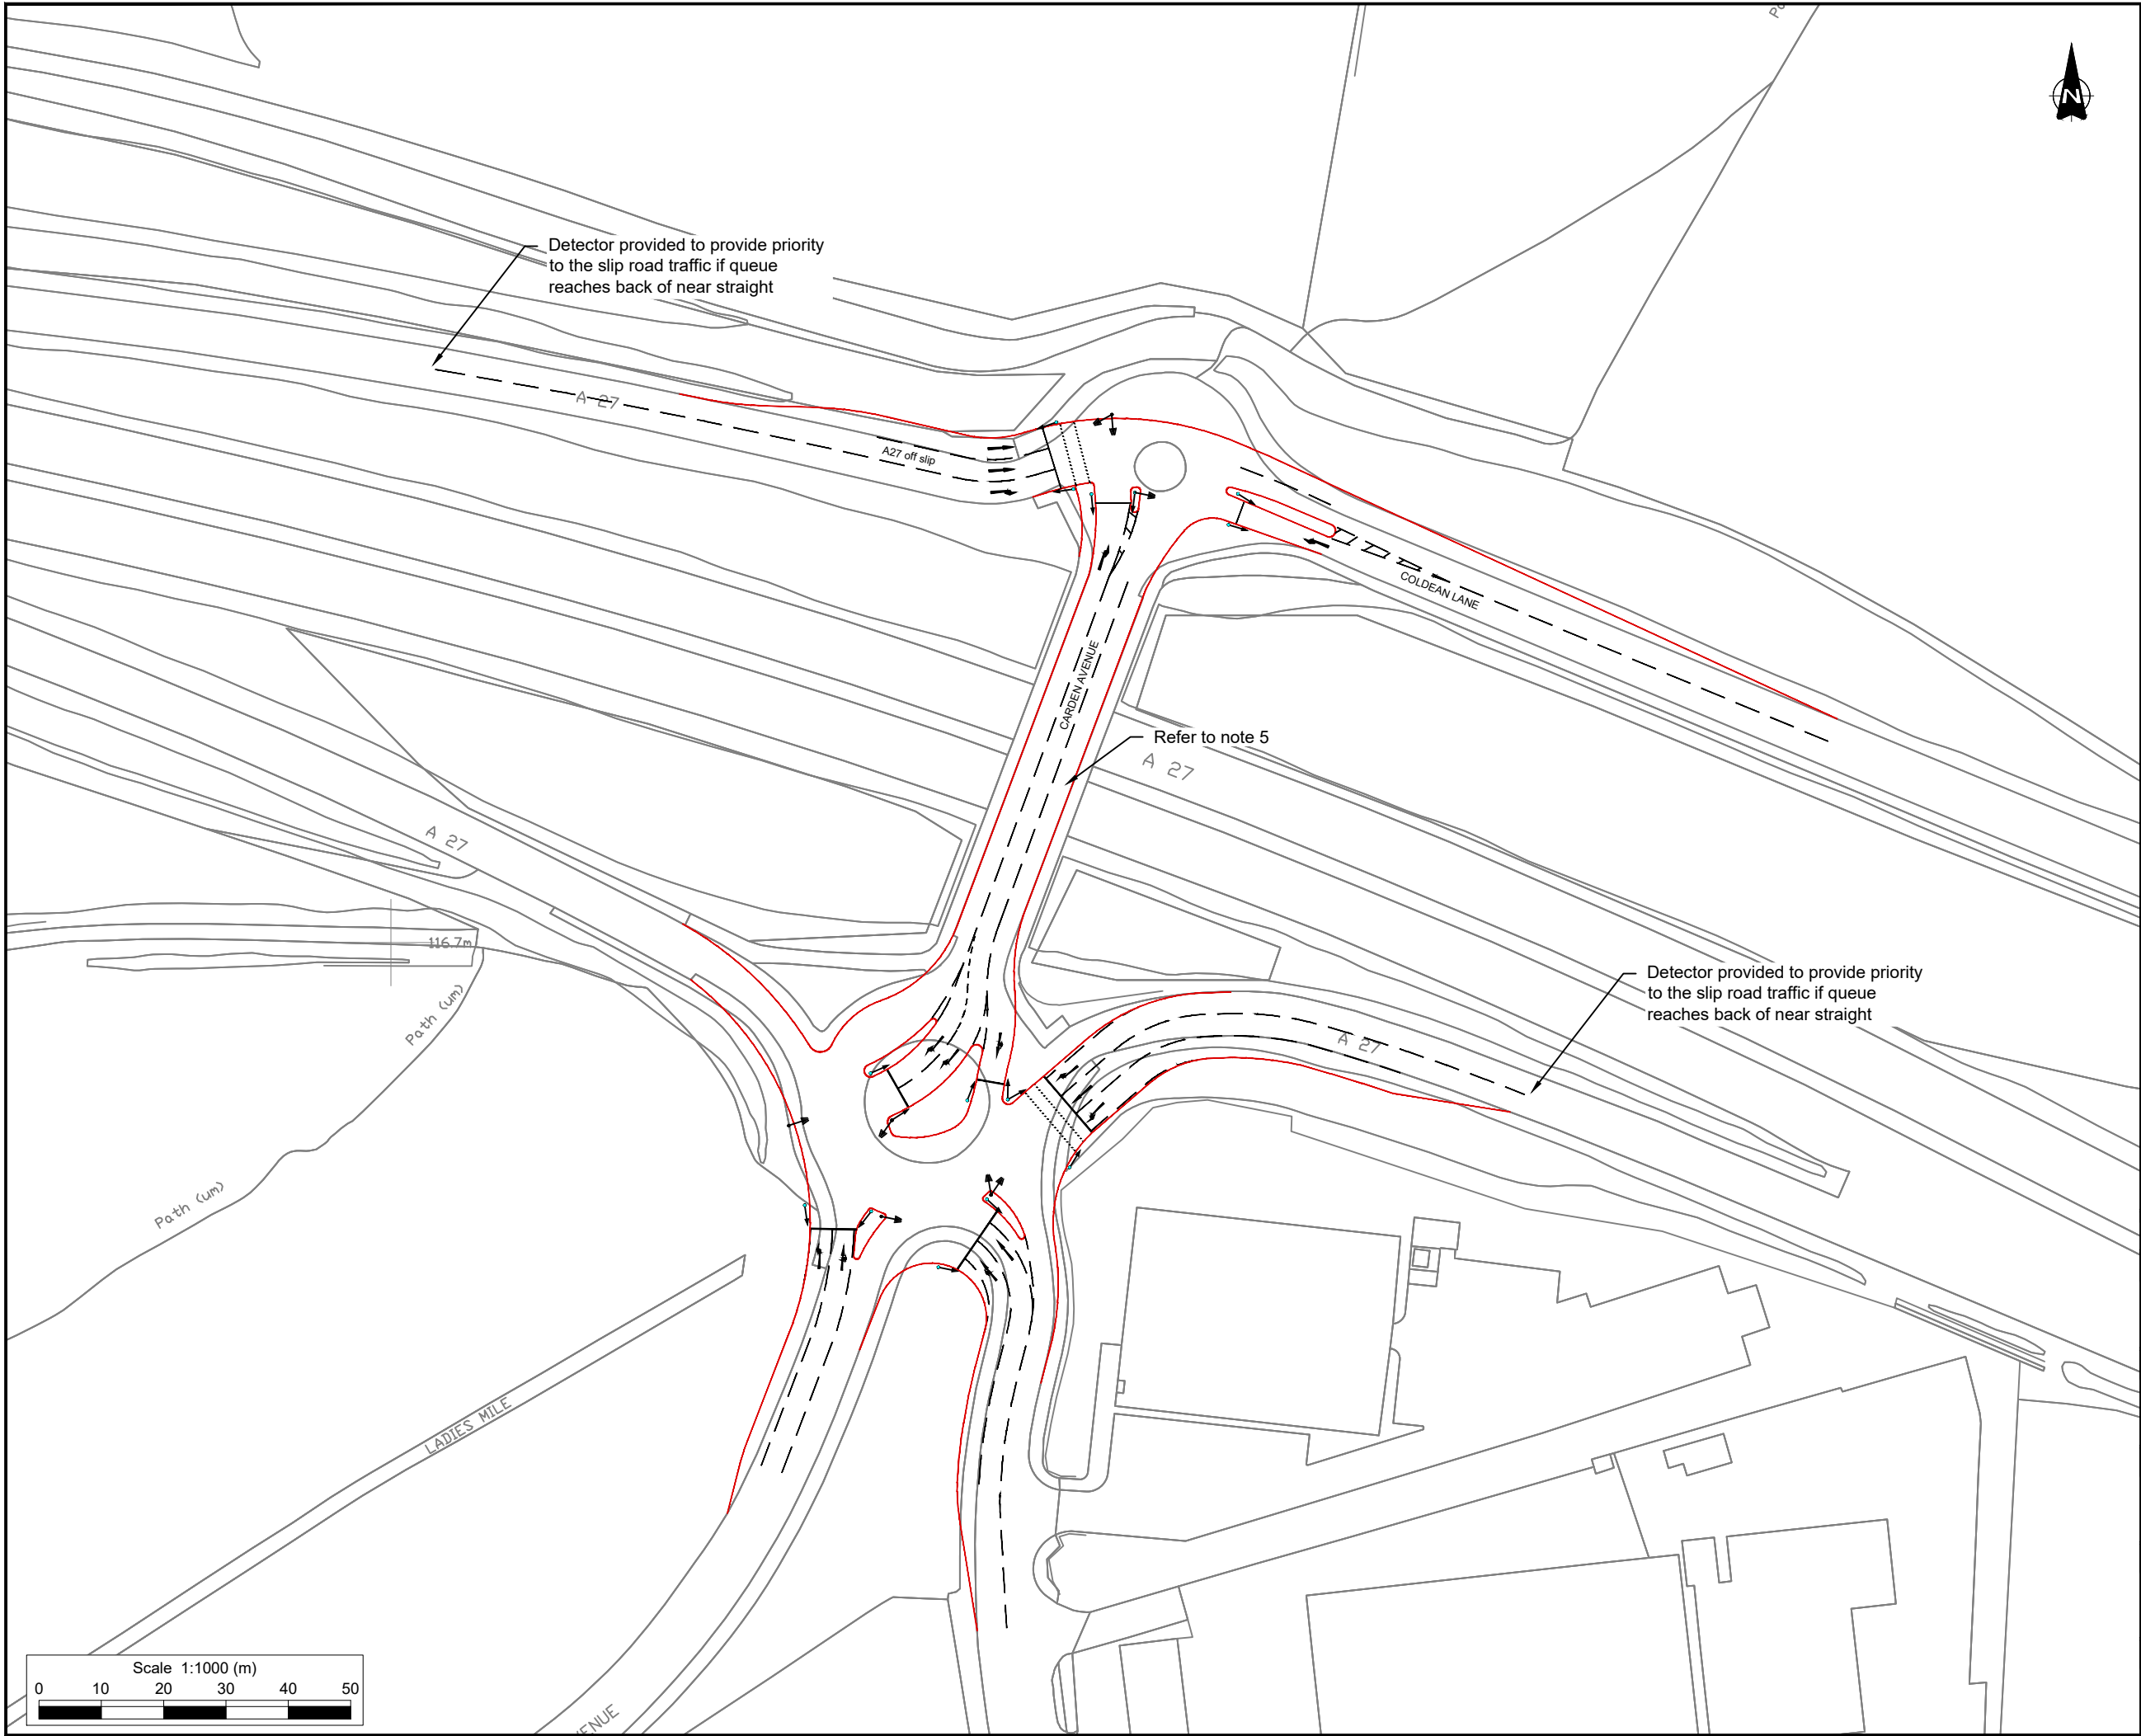 N
Detector provided to provide priority
to the slip road traffic if queue
reaches back of near straight
A 27
A27 off slip
COLDEAN LANE
CARDEN AVENUE
Refer to note 5
A 27
A 27
116.7m
Path (um)
Detector provided to provide priority
to the slip road traffic if queue
reaches back of near straight
A 27
Path (um)
LADIES MILE
Scale 1:1000 (m)
0 10 20 30 40 50
ENUE